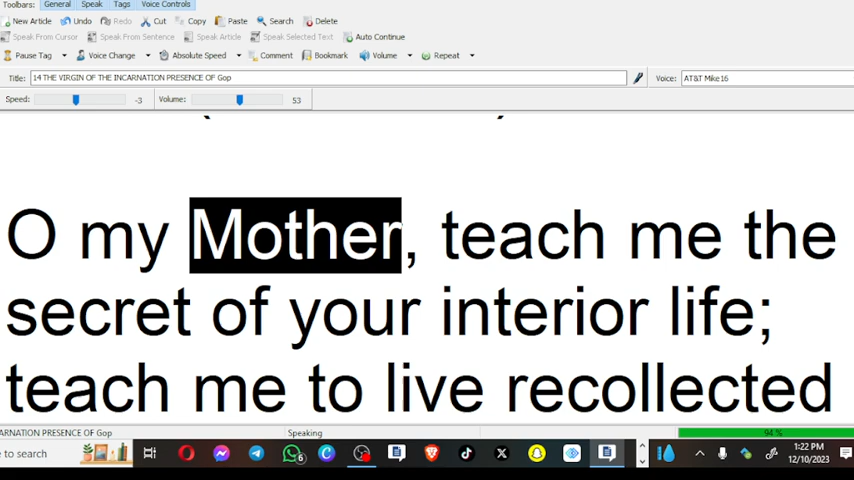 Toolbars: General Speak Tags Voice Controls
New Article Undo Redo Cut Copy Paste Search Delete
Speak From Cursor Speak From Sentence Speak Article Speak Selected Text Auto Continue
Pause Tag Voice Change Absolute Speed Comment Bookmark Volume Repeat
Title: 14 THE VIRGIN OF THE INCARNATION PRESENCE OF Gop Voice: AT&T Mike16
Speed: -3 Volume: 53
O my Mother, teach me the
secret of your interior life;
teach me to live recollected
ARNATION PRESENCE OF Gop Speaking 94 %
e to search 6 1:22 PM
12/10/2023